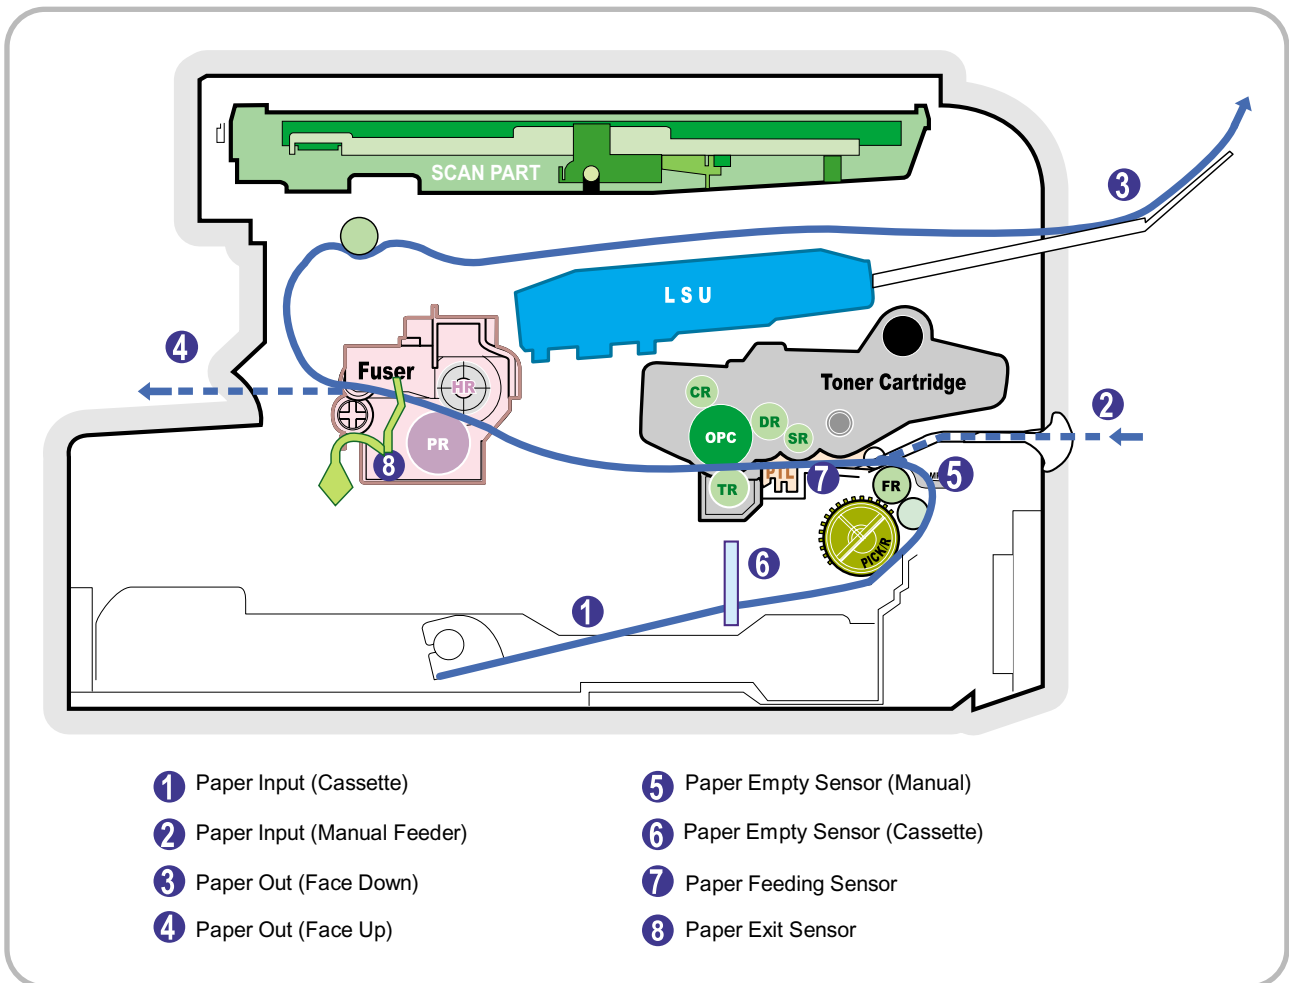 SCAN PART
3
L S U
4
Fuser
HR
Toner Cartridge
CR
2
DR
OPC
SR
PR
8
PTL
7
5
TR
FR
PICK/R
6
1
1 Paper Input (Cassette)
2 Paper Input (Manual Feeder)
3 Paper Out (Face Down)
4 Paper Out (Face Up)
5 Paper Empty Sensor (Manual)
6 Paper Empty Sensor (Cassette)
7 Paper Feeding Sensor
8 Paper Exit Sensor